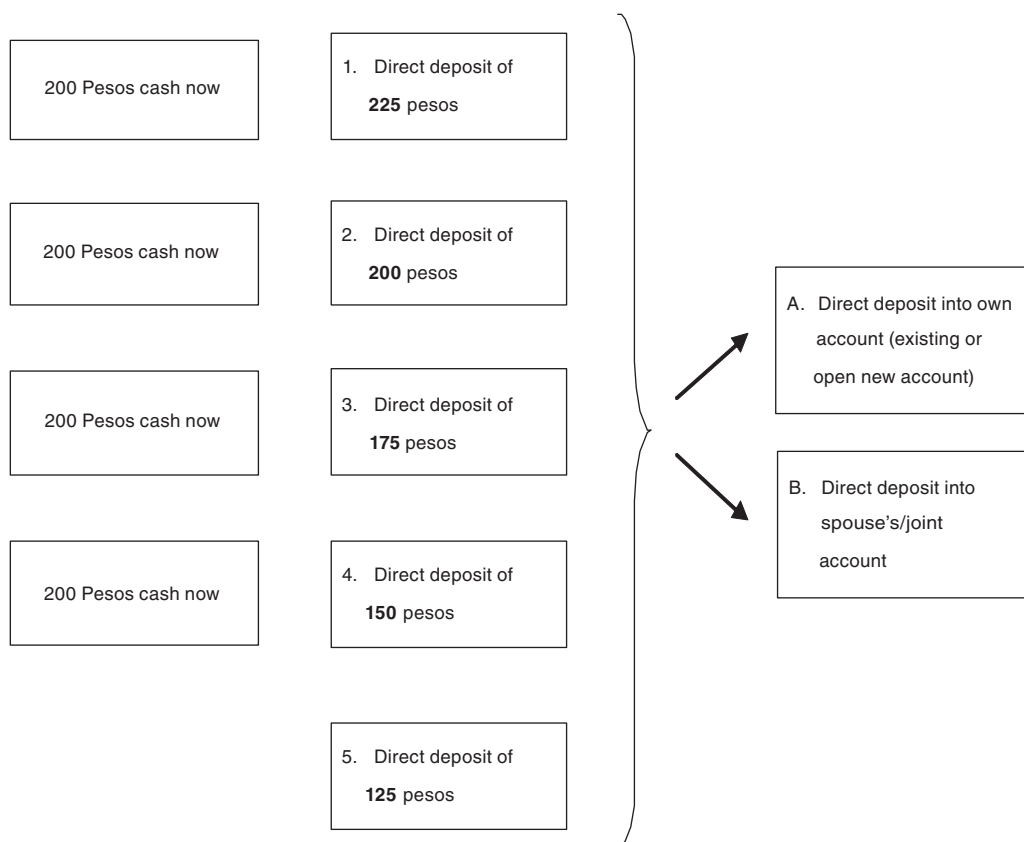 200 Pesos cash now
1. Direct deposit of
225 pesos
200 Pesos cash now
2. Direct deposit of
200 pesos
200 Pesos cash now
3. Direct deposit of
175 pesos
200 Pesos cash now
4. Direct deposit of
150 pesos
5. Direct deposit of
125 pesos
A. Direct deposit into own
account (existing or
open new account)
B. Direct deposit into
spouse's/joint
account